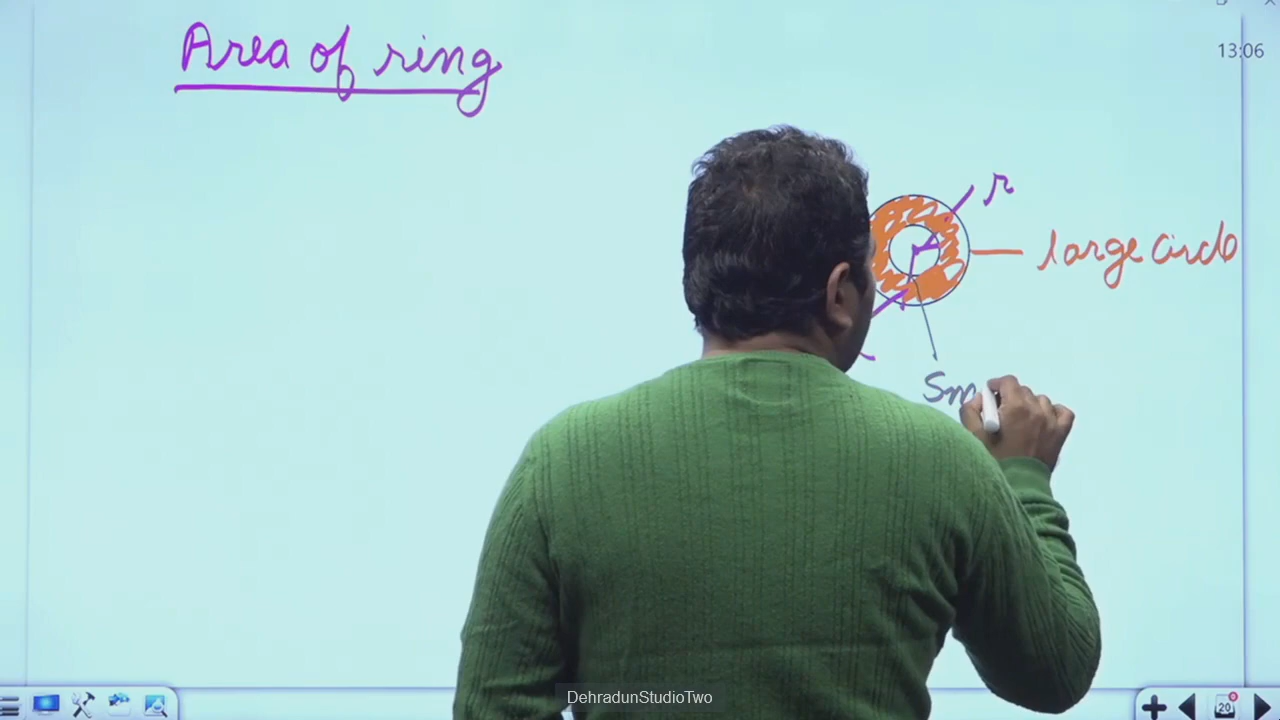 Area of ring
13:06
r
large circle
Sm
20
DehradunStudioTwo